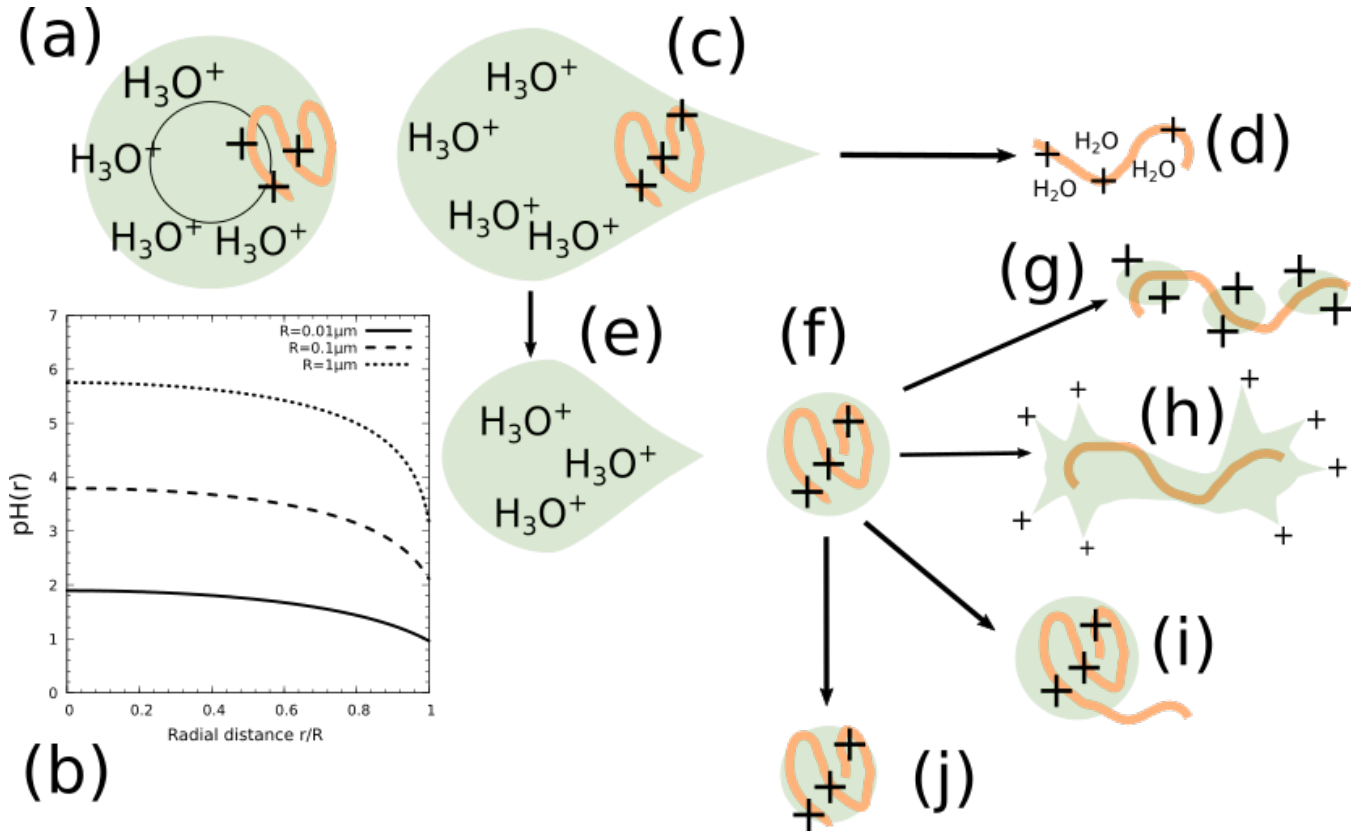 (a)
H₃O⁺
H₃O⁺
H₃O⁺
H₃O⁺
+
+
+
(c)
H₃O⁺
H₃O⁺
H₃O⁺
H₃O⁺
+
+
+
(d)
H₂O
H₂O
H₂O
+
+
+
(b)
pH(r)
7
6
5
4
3
2
1
0
R=0.01µm
R=0.1µm
R=1µm
0
0.2
0.4
0.6
0.8
1
Radial distance r/R
(e)
H₃O⁺
H₃O⁺
H₃O⁺
(f)
+
+
+
(g)
+
+
+
+
+
+
(h)
+
+
+
+
+
+
+
+
(i)
+
+
+
(j)
+
+
+